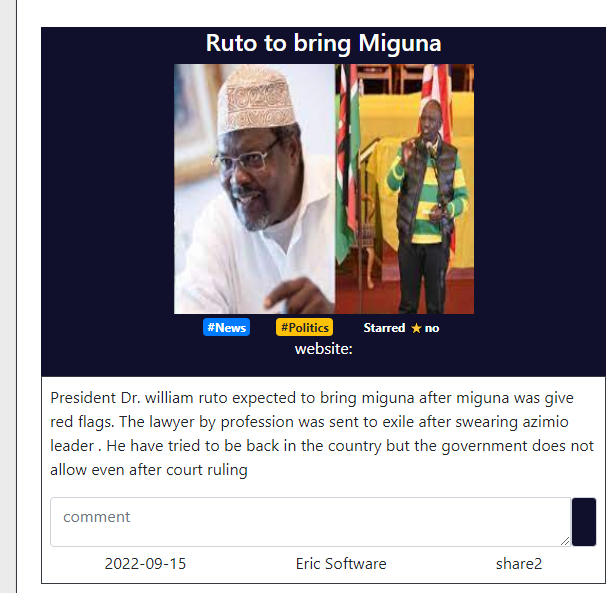 Ruto to bring Miguna
#News #Politics Starred ★ no
website:
President Dr. william ruto expected to bring miguna after miguna was give
red flags. The lawyer by profession was sent to exile after swearing azimio
leader . He have tried to be back in the country but the government does not
allow even after court ruling
comment
2022-09-15 Eric Software share2